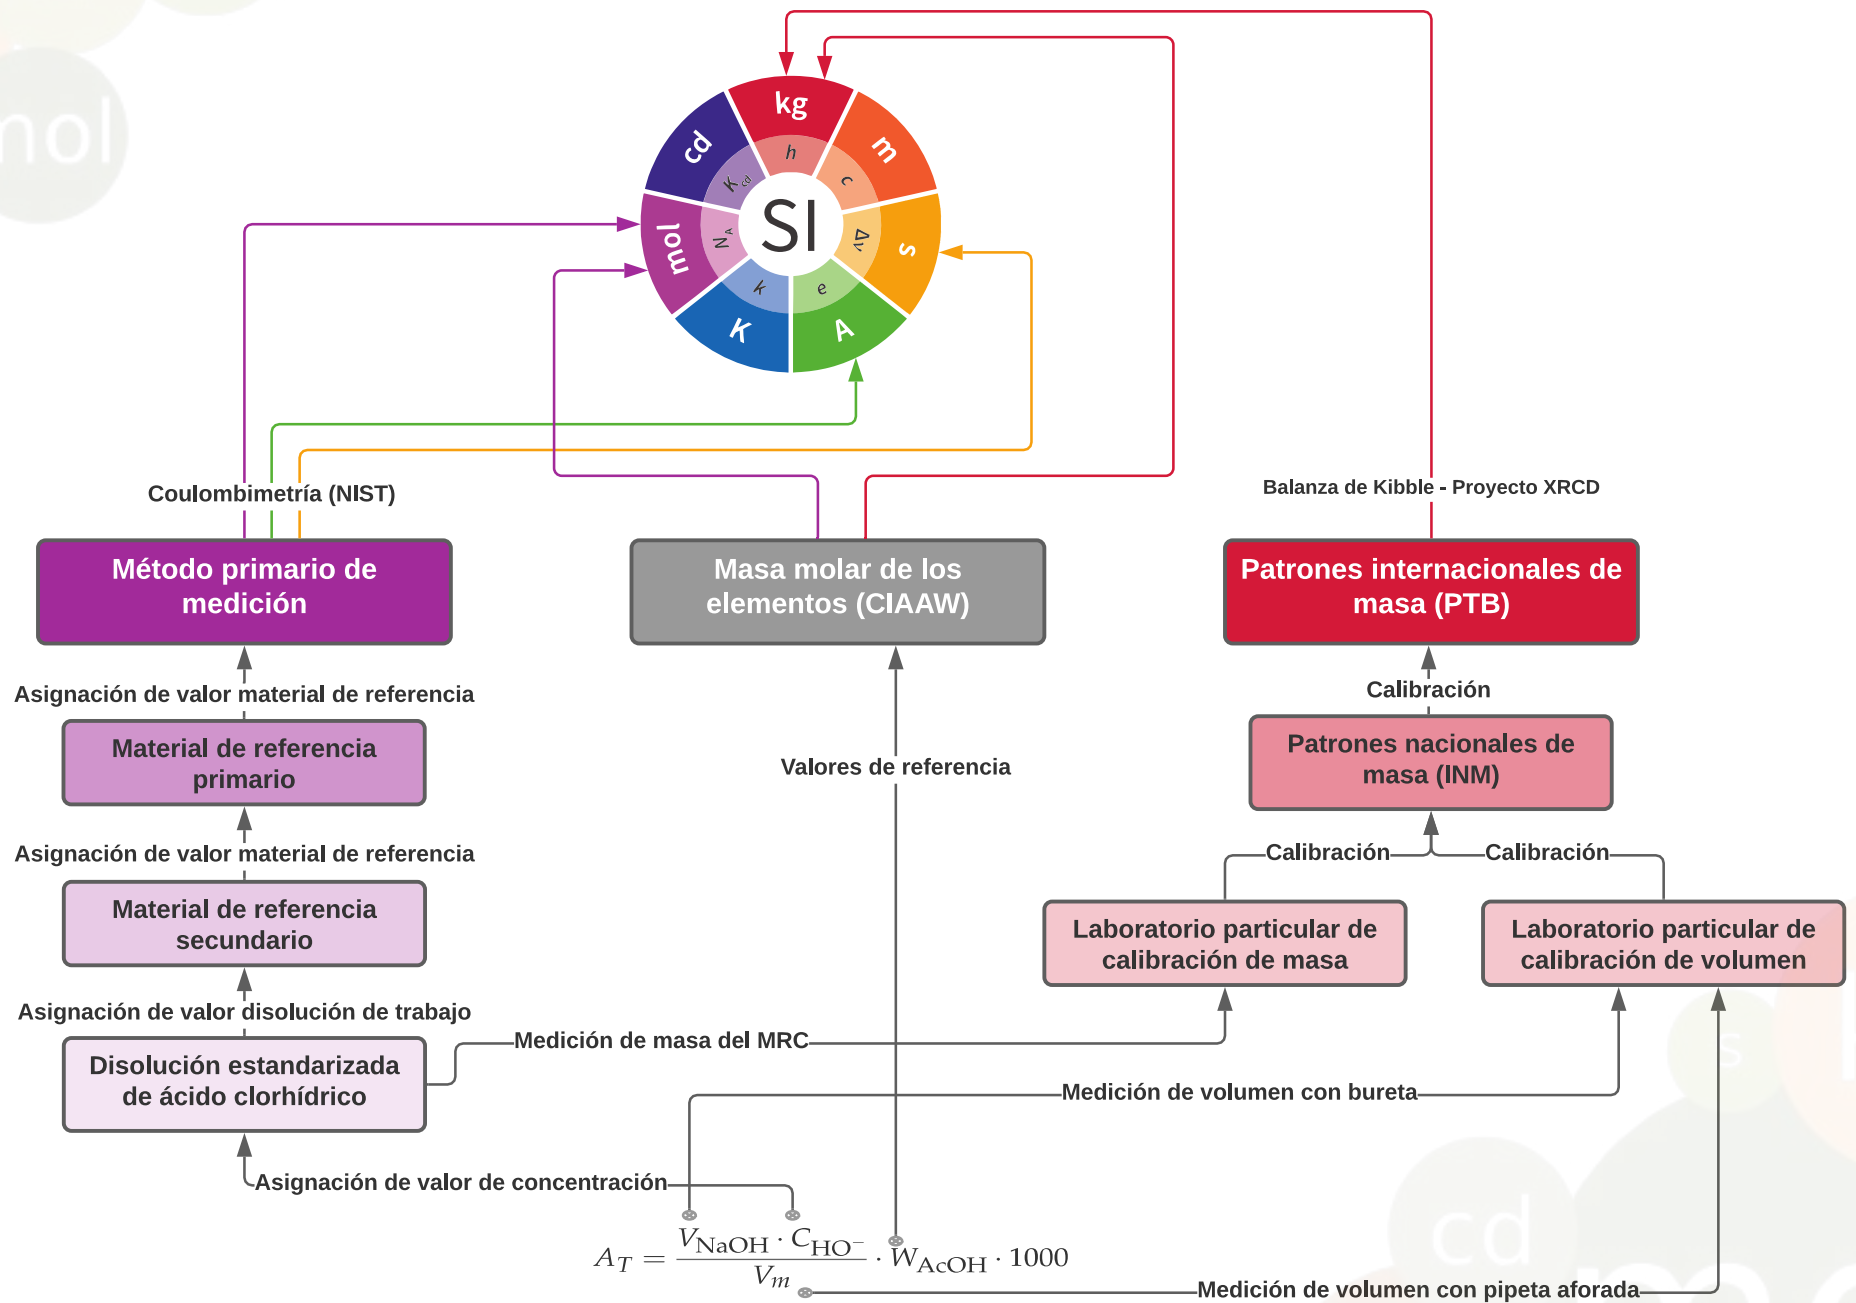 mol
kg
m
s
A
K
mol
cd
h
c
Δν
e
k
N_A
K_cd
SI
Coulombimetría (NIST)
Balanza de Kibble - Proyecto XRCD
Método primario de
medición
Masa molar de los
elementos (CIAAW)
Patrones internacionales de
masa (PTB)
Asignación de valor material de referencia
Calibración
Material de referencia
primario
Valores de referencia
Patrones nacionales de
masa (INM)
Asignación de valor material de referencia
Calibración
Calibración
Material de referencia
secundario
Laboratorio particular de
calibración de masa
Laboratorio particular de
calibración de volumen
Asignación de valor disolución de trabajo
Medición de masa del MRC
Disolución estandarizada
de ácido clorhídrico
Medición de volumen con bureta
Asignación de valor de concentración
A_T = V_NaOH · C_HO⁻ / V_m · W_AcOH · 1000
Medición de volumen con pipeta aforada
s
cd